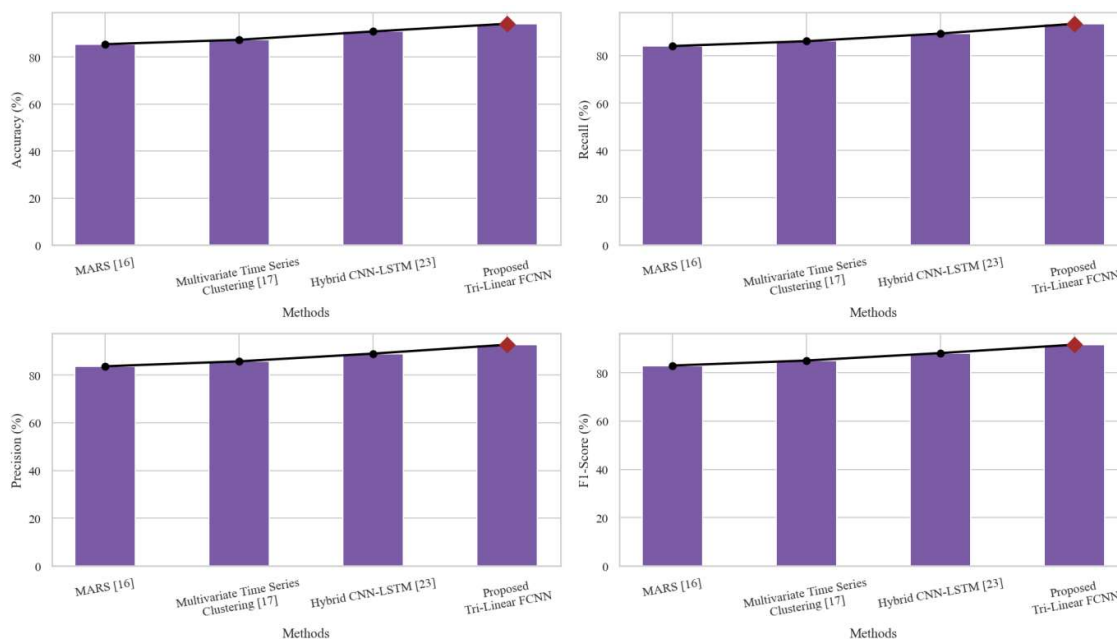 Accuracy (%)
80
60
40
20
0
MARS [16]
Multivariate Time Series
Clustering [17]
Hybrid CNN-LSTM [23]
Proposed
Tri-Linear FCNN
Methods
Recall (%)
80
60
40
20
0
MARS [16]
Multivariate Time Series
Clustering [17]
Hybrid CNN-LSTM [23]
Proposed
Tri-Linear FCNN
Methods
Precision (%)
80
60
40
20
0
MARS [16]
Multivariate Time Series
Clustering [17]
Hybrid CNN-LSTM [23]
Proposed
Tri-Linear FCNN
Methods
F1-Score (%)
80
60
40
20
0
MARS [16]
Multivariate Time Series
Clustering [17]
Hybrid CNN-LSTM [23]
Proposed
Tri-Linear FCNN
Methods